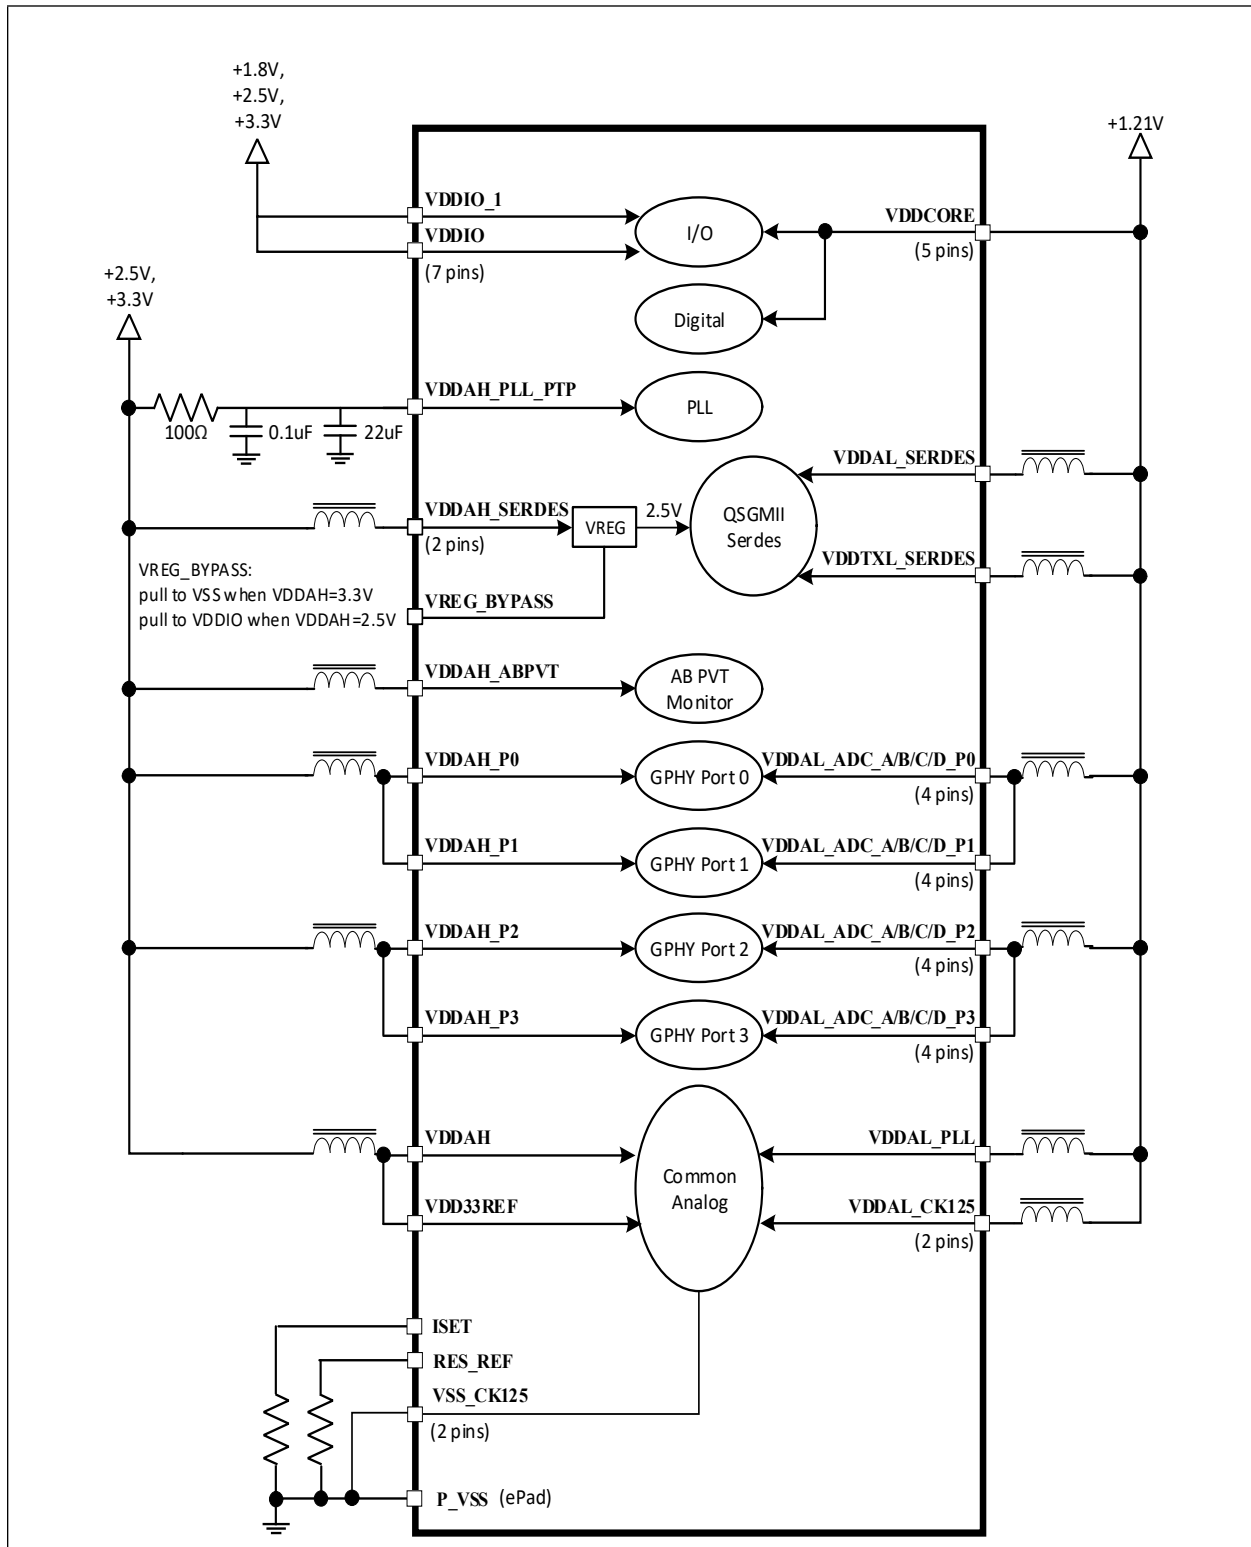 +1.8V,
+2.5V,
+3.3V
+1.21V
VDDIO_1
VDDIO
(7 pins)
I/O
VDDCORE
(5 pins)
+2.5V,
+3.3V
Digital
VDDAH_PLL_PTP
PLL
100Ω
0.1uF
22uF
VDDAL_SERDES
VDDAH_SERDES
(2 pins)
VREG
2.5V
QSGMII
Serdes
VDDTXL_SERDES
VREG_BYPASS:
pull to VSS when VDDAH=3.3V
pull to VDDIO when VDDAH=2.5V
VREG_BYPASS
VDDAH_ABPVT
AB PVT
Monitor
VDDAH_P0
GPHY Port 0
VDDAL_ADC_A/B/C/D_P0
(4 pins)
VDDAH_P1
GPHY Port 1
VDDAL_ADC_A/B/C/D_P1
(4 pins)
VDDAH_P2
GPHY Port 2
VDDAL_ADC_A/B/C/D_P2
(4 pins)
VDDAH_P3
GPHY Port 3
VDDAL_ADC_A/B/C/D_P3
(4 pins)
VDDAH
Common
Analog
VDDAL_PLL
VDD33REF
VDDAL_CK125
(2 pins)
ISET
RES_REF
VSS_CK125
(2 pins)
P_VSS (ePad)